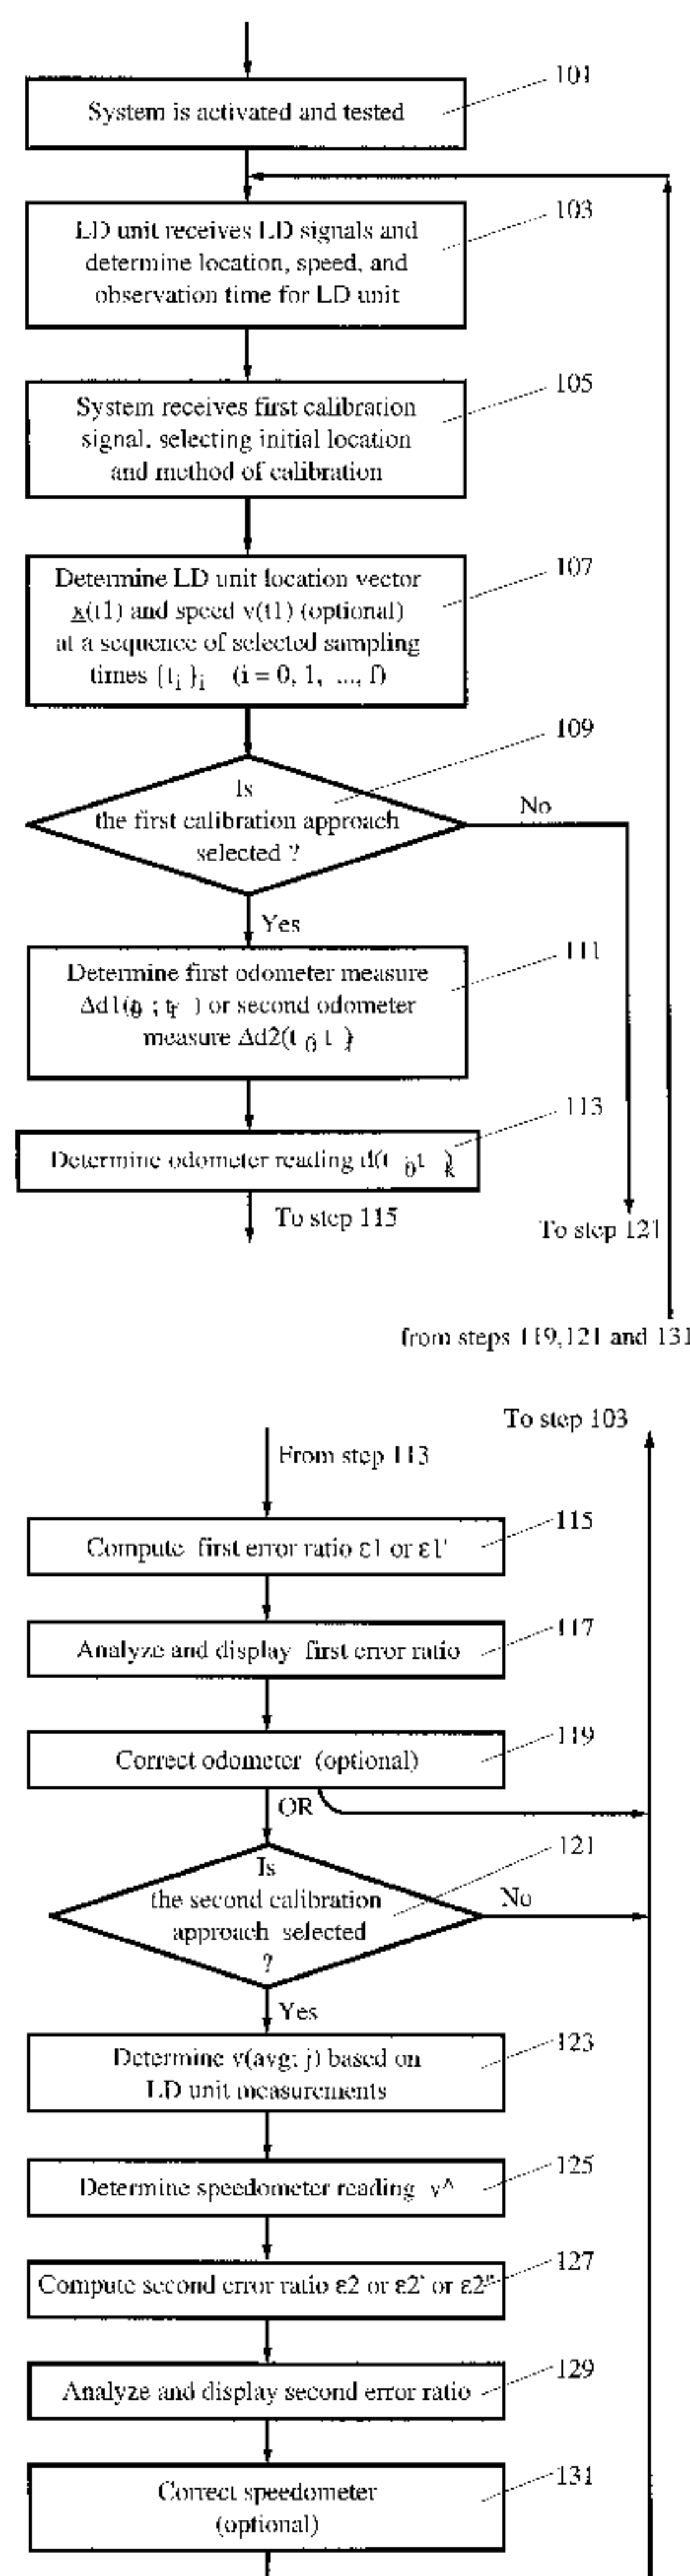 101
System is activated and tested
103
LD unit receives LD signals and
determine location, speed, and
observation time for LD unit
105
System receives first calibration
signal, selecting initial location
and method of calibration
107
Determine LD unit location vector
x(t1) and speed v(t1) (optional)
at a sequence of selected sampling
times {t i } i (i = 0, 1, ..., f)
109
Is
the first calibration approach
selected ?
No
Yes
111
Determine first odometer measure
Δd1(t0 ; tf ) or second odometer
measure Δd2(t 0 ; t f)
113
Determine odometer reading d(t 0 ; t k)
To step 115
To step 121
from steps 119,121 and 131
To step 103
From step 113
115
Compute first error ratio ε1 or ε1'
117
Analyze and display first error ratio
119
Correct odometer (optional)
OR
121
Is
the second calibration
approach selected
?
No
Yes
123
Determine v(avg; j) based on
LD unit measurements
125
Determine speedometer reading v^
127
Compute second error ratio ε2 or ε2' or ε2"
129
Analyze and display second error ratio
131
Correct speedometer
(optional)